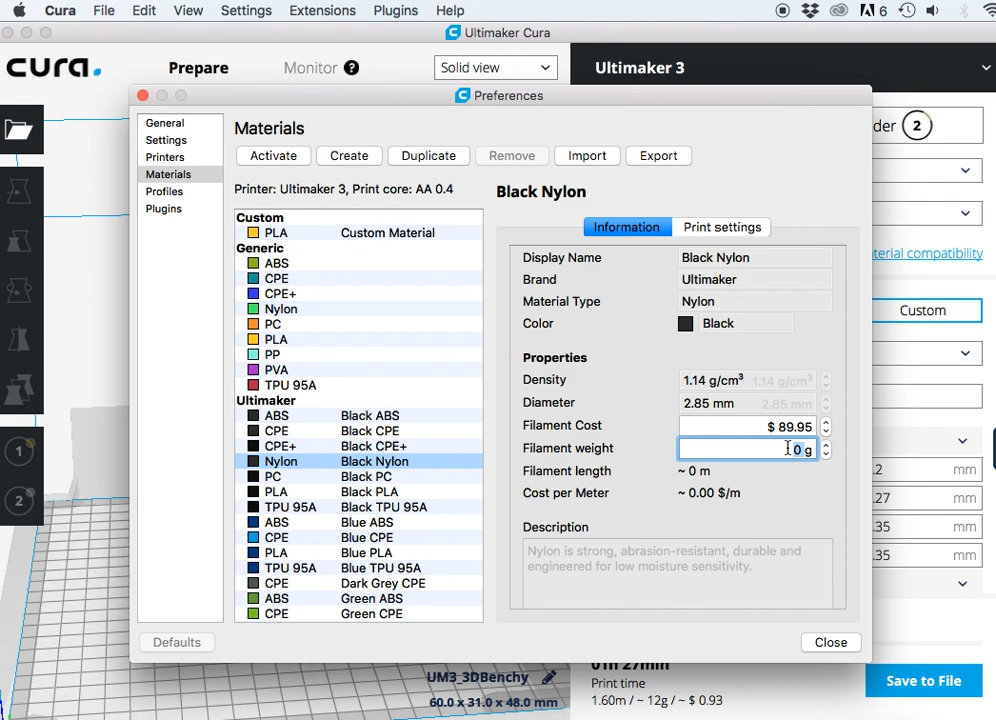 Cura File Edit View Settings Extensions Plugins Help 6
Ultimaker Cura
cura. Prepare Monitor ? Solid view Ultimaker 3
Preferences
General
Settings
Printers
Materials
Profiles
Plugins
Materials
Activate Create Duplicate Remove Import Export
Printer: Ultimaker 3, Print core: AA 0.4
Custom
PLA Custom Material
Generic
ABS
CPE
CPE+
Nylon
PC
PLA
PP
PVA
TPU 95A
Ultimaker
ABS Black ABS
CPE Black CPE
CPE+ Black CPE+
Nylon Black Nylon
PC Black PC
PLA Black PLA
TPU 95A Black TPU 95A
ABS Blue ABS
CPE Blue CPE
PLA Blue PLA
TPU 95A Blue TPU 95A
CPE Dark Grey CPE
ABS Green ABS
CPE Green CPE
Black Nylon
Information Print settings
Display Name Black Nylon
Brand Ultimaker
Material Type Nylon
Color Black
Properties
Density 1.14 g/cm³ 1.14 g/cm³
Diameter 2.85 mm 2.85 mm
Filament Cost $ 89.95
Filament weight 0 g
Filament length ~ 0 m
Cost per Meter ~ 0.00 $/m
Description
Nylon is strong, abrasion-resistant, durable and
engineered for low moisture sensitivity.
Defaults Close
der 2
terial compatibility
Custom
.2 mm
.27 mm
.35 mm
.35 mm
1
2
UM3_3DBenchy
60.0 x 31.0 x 48.0 mm
01h 27min
Print time
1.60m / ~ 12g / ~ $ 0.93
Save to File